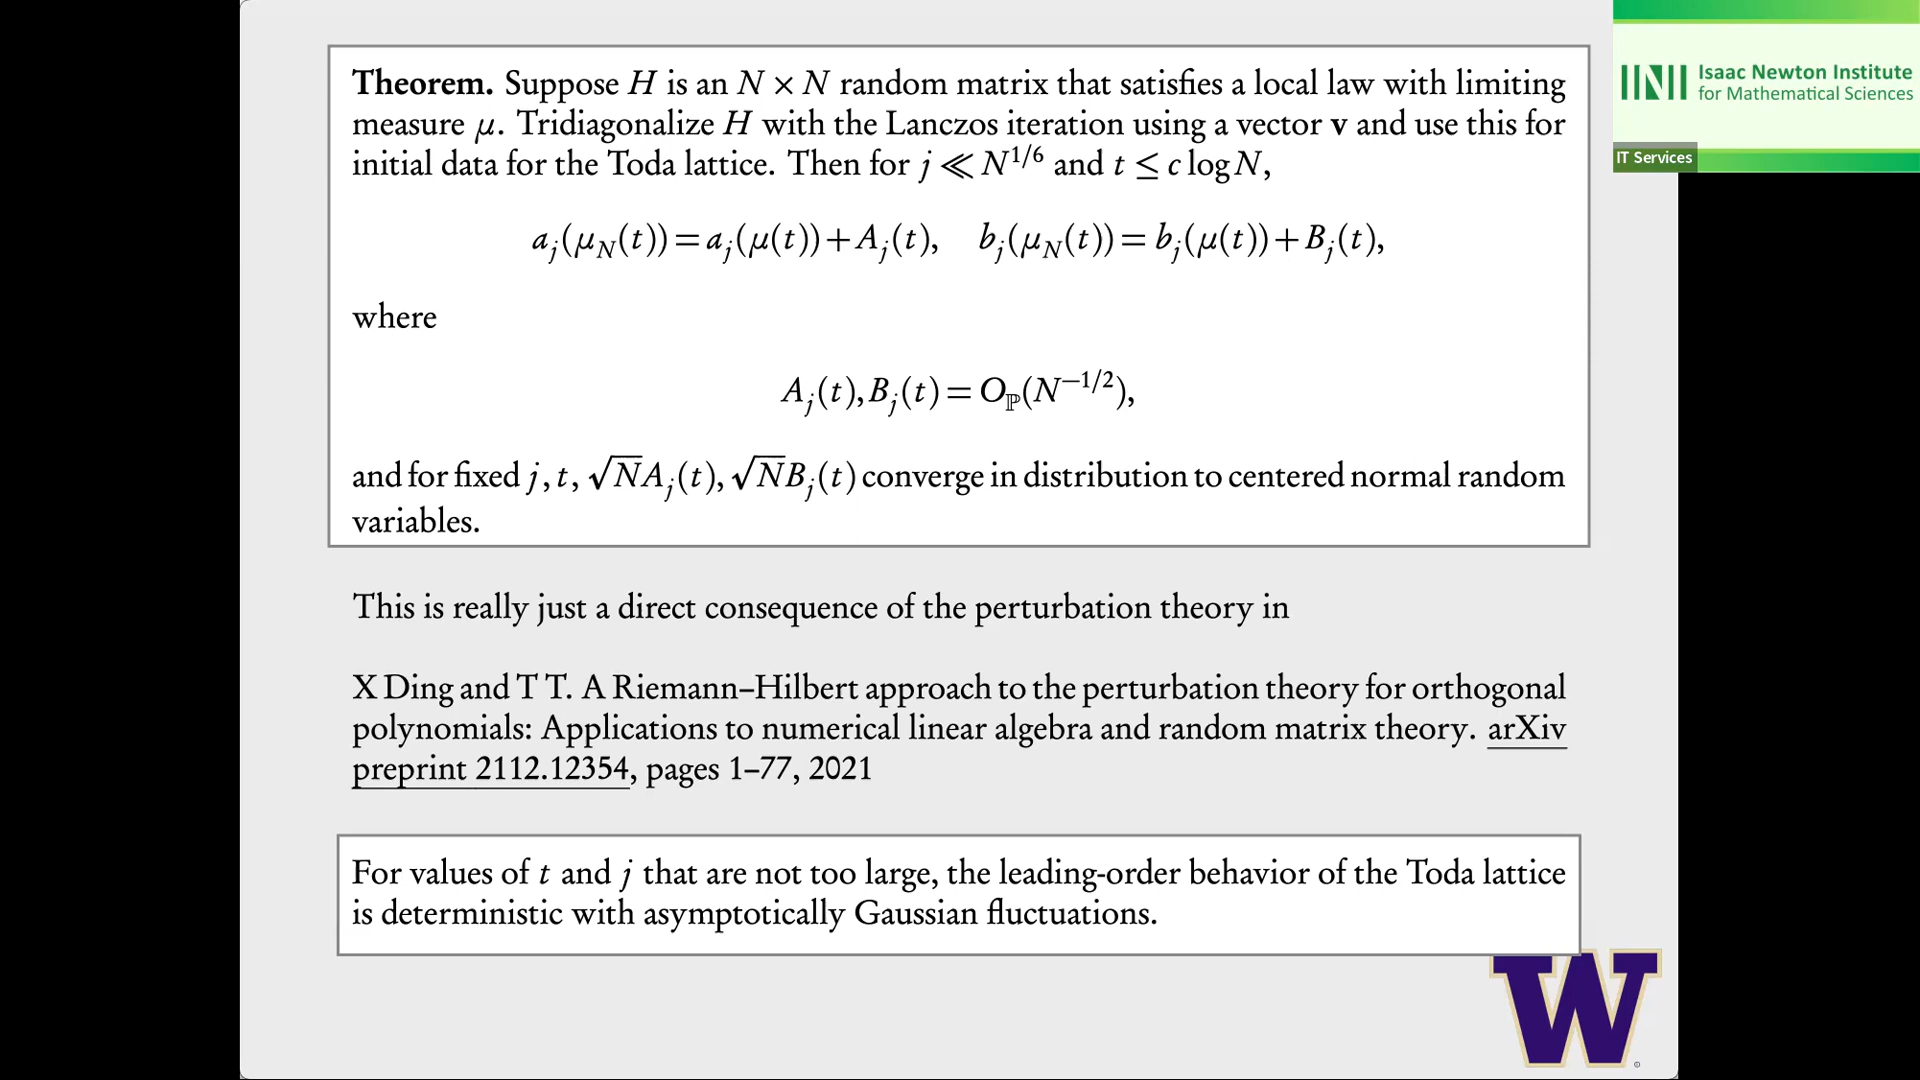 Theorem. Suppose H is an N × N random matrix that satisfies a local law with limiting
measure μ. Tridiagonalize H with the Lanczos iteration using a vector v and use this for
initial data for the Toda lattice. Then for j ≪ N^{1/6} and t ≤ c log N,
a_j(μ_N(t)) = a_j(μ(t)) + A_j(t), b_j(μ_N(t)) = b_j(μ(t)) + B_j(t),
where
A_j(t), B_j(t) = O_ℙ(N^{−1/2}),
and for fixed j, t, √N A_j(t), √N B_j(t) converge in distribution to centered normal random
variables.
This is really just a direct consequence of the perturbation theory in
X Ding and T T. A Riemann–Hilbert approach to the perturbation theory for orthogonal
polynomials: Applications to numerical linear algebra and random matrix theory. arXiv
preprint 2112.12354, pages 1–77, 2021
For values of t and j that are not too large, the leading-order behavior of the Toda lattice
is deterministic with asymptotically Gaussian fluctuations.
W
Isaac Newton Institute
for Mathematical Sciences
IT Services